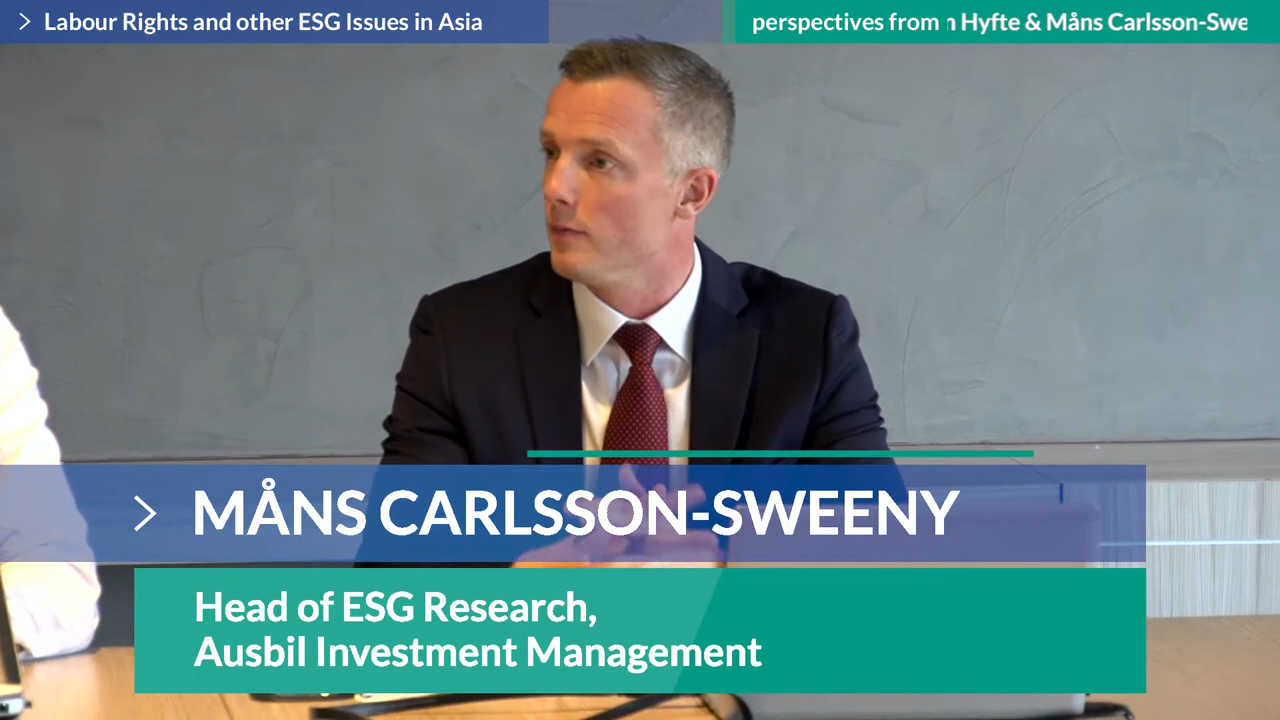 Labour Rights and other ESG Issues in Asia
perspectives from Hyfte & Måns Carlsson-Swe
MÅNS CARLSSON-SWEENY
Head of ESG Research,
Ausbil Investment Management